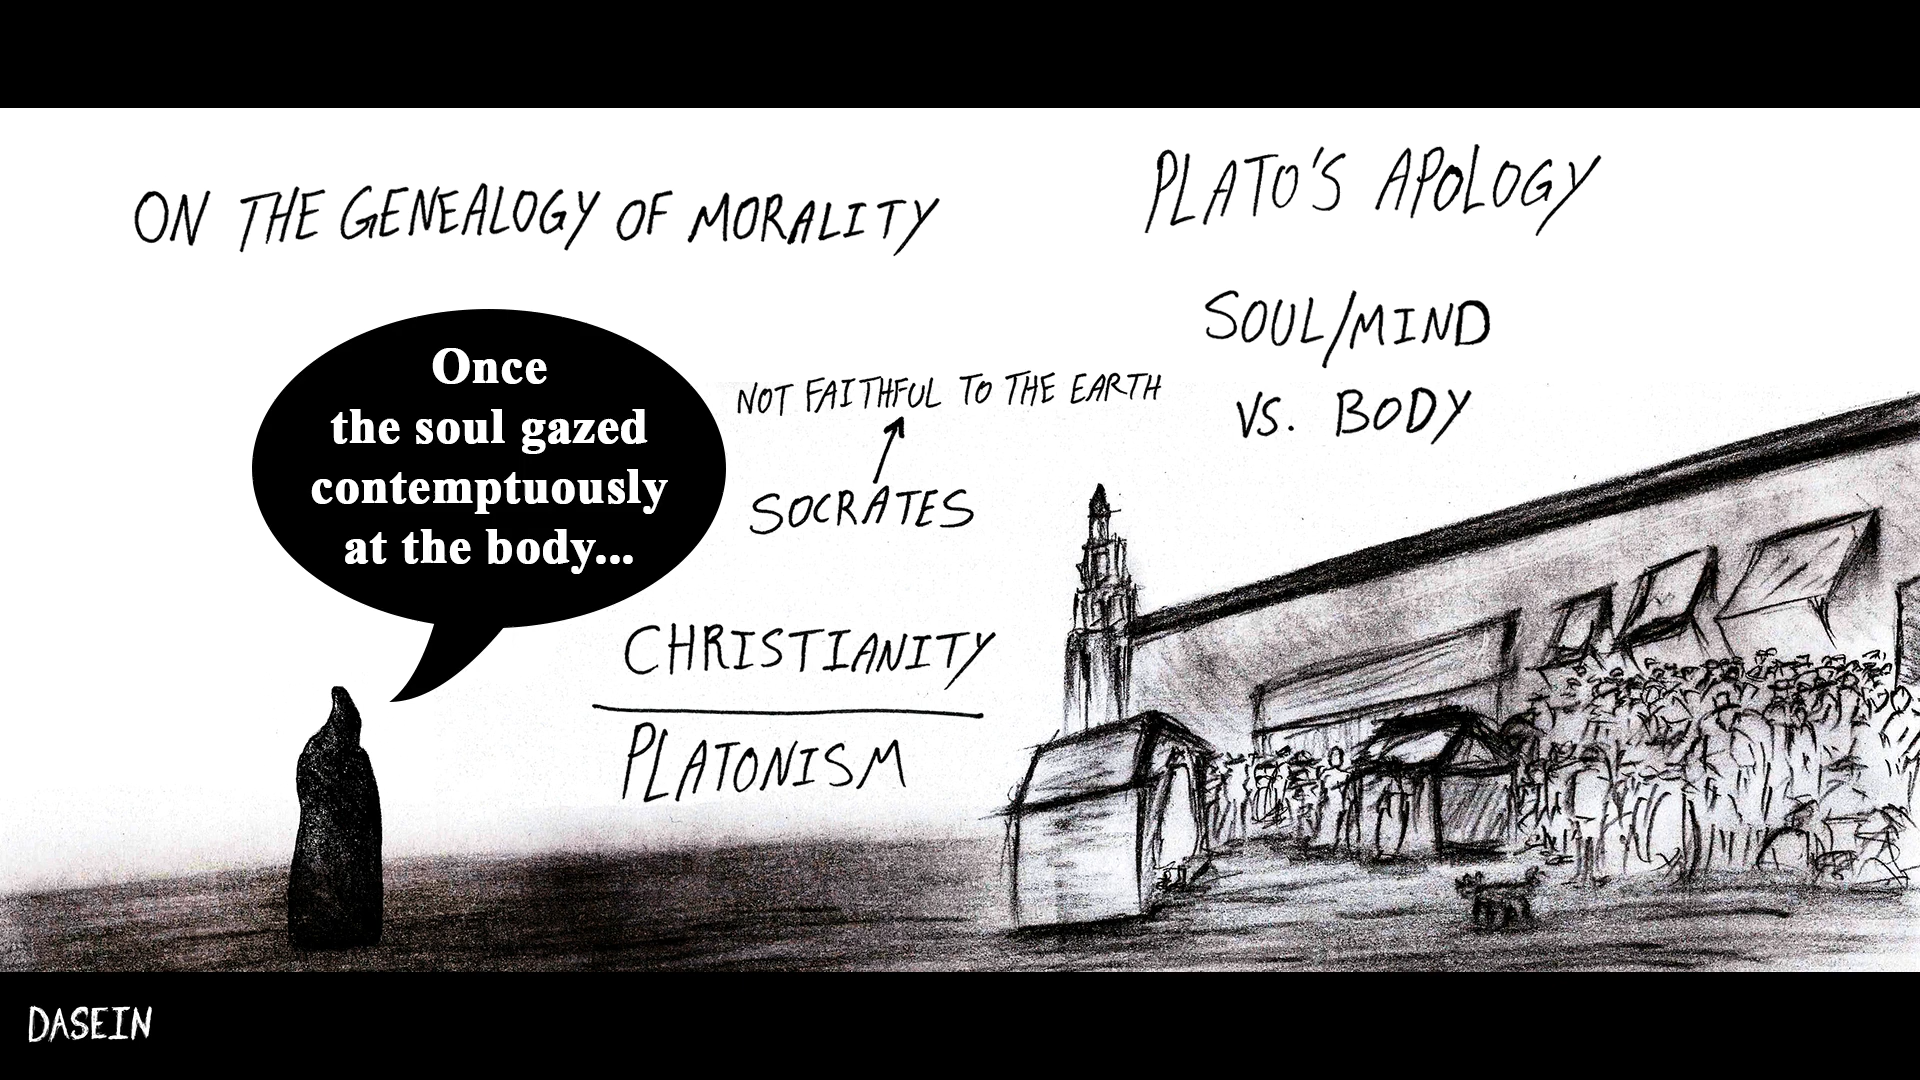 ON THE GENEALOGY OF MORALITY
PLATO'S APOLOGY
SOUL/MIND
VS. BODY
Once
the soul gazed
contemptuously
at the body...
NOT FAITHFUL TO THE EARTH
SOCRATES
CHRISTIANITY
PLATONISM
DASEIN